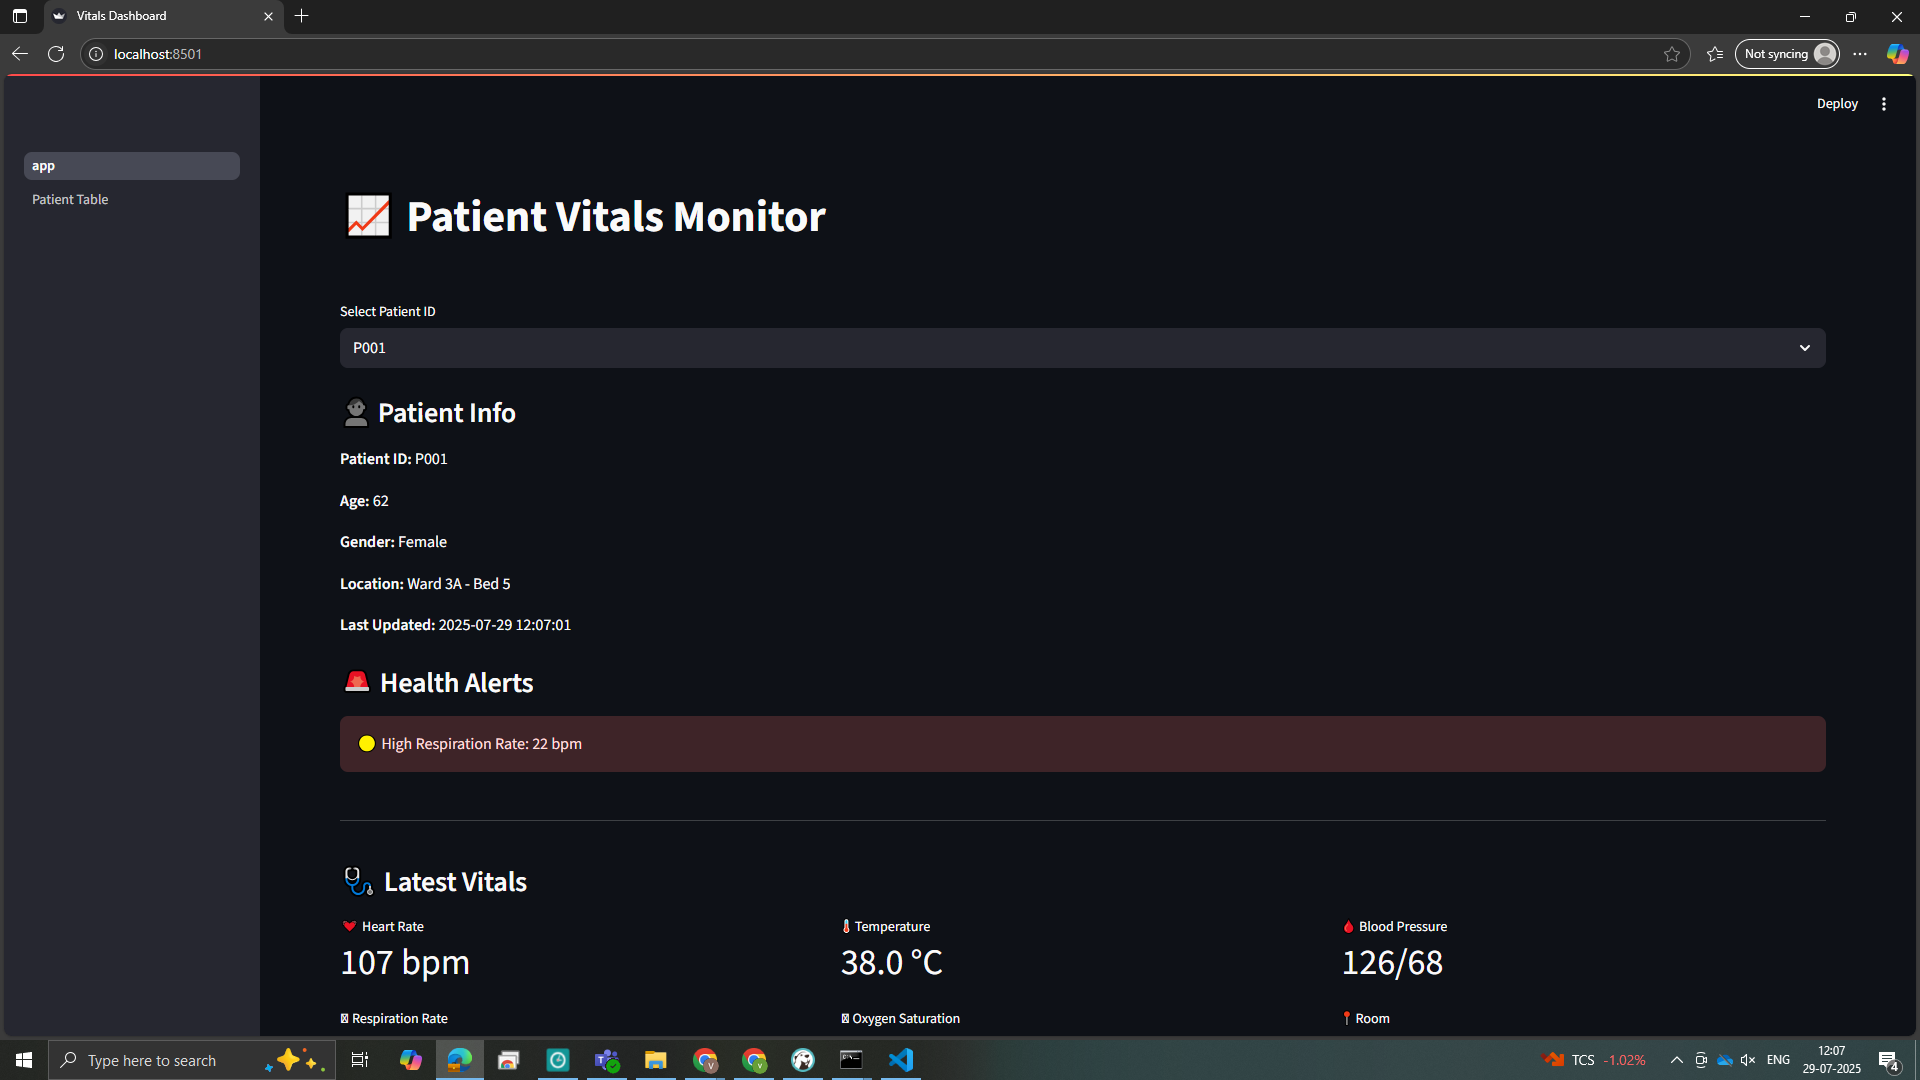 Vitals Dashboard
localhost:8501
Not syncing
Deploy
app
Patient Table
Patient Vitals Monitor
Select Patient ID
P001
Patient Info
Patient ID: P001
Age: 62
Gender: Female
Location: Ward 3A - Bed 5
Last Updated: 2025-07-29 12:07:01
Health Alerts
High Respiration Rate: 22 bpm
Latest Vitals
Heart Rate
107 bpm
Temperature
38.0 °C
Blood Pressure
126/68
Respiration Rate
Oxygen Saturation
Room
Type here to search
TCS -1.02%
ENG
12:07
29-07-2025
4